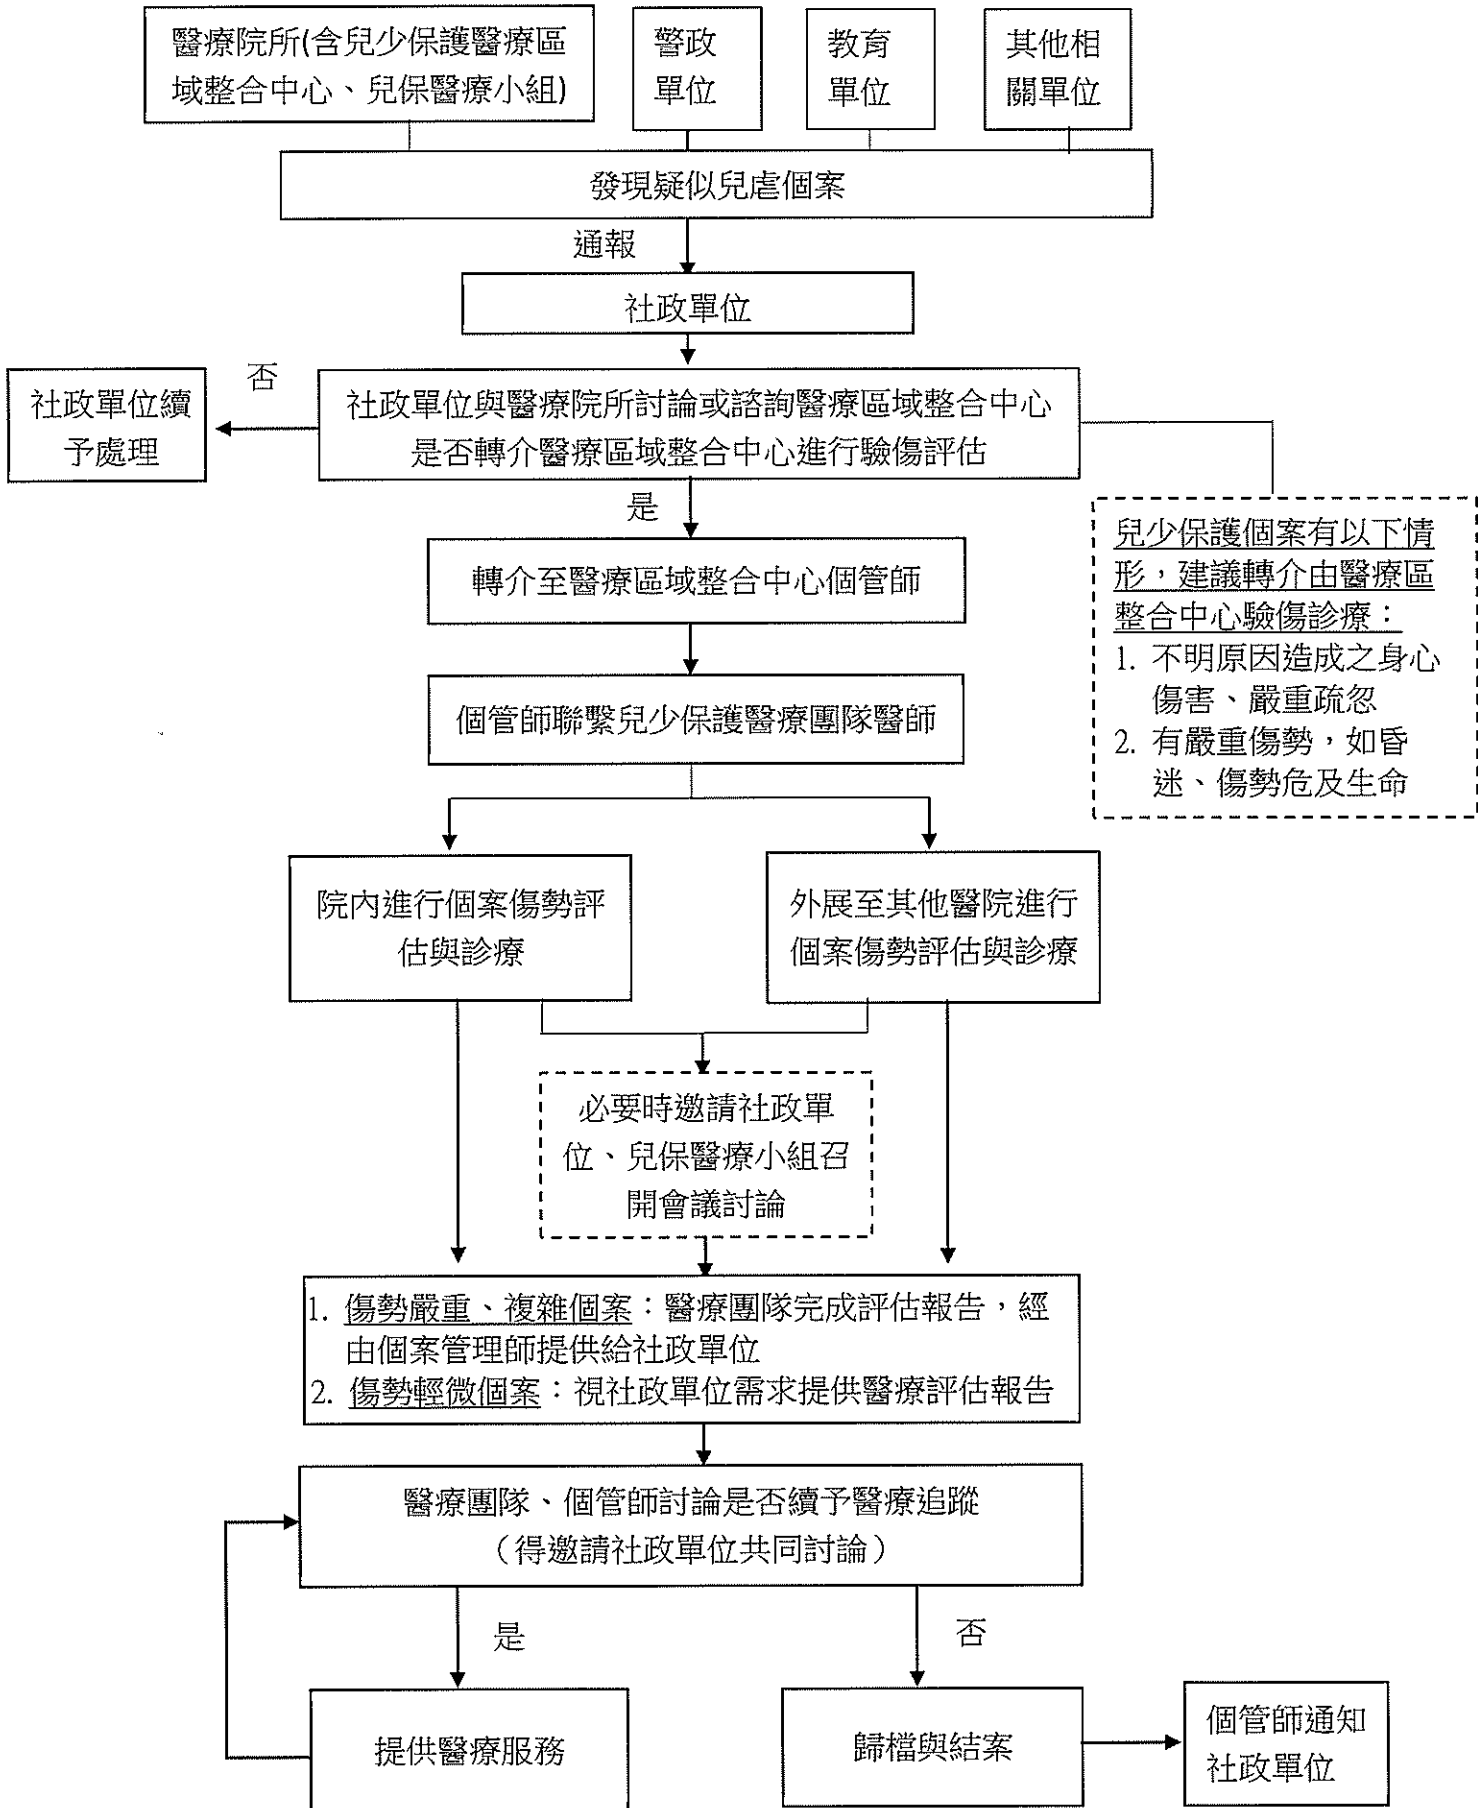 醫療院所(含兒少保護醫療區
域整合中心、兒保醫療小組)
警政
單位
教育
單位
其他相
關單位
發現疑似兒虐個案
通報
社政單位
否
社政單位續
予處理
社政單位與醫療院所討論或諮詢醫療區域整合中心
是否轉介醫療區域整合中心進行驗傷評估
是
兒少保護個案有以下情
形，建議轉介由醫療區
整合中心驗傷診療：
1. 不明原因造成之身心
傷害、嚴重疏忽
2. 有嚴重傷勢，如昏
迷、傷勢危及生命
轉介至醫療區域整合中心個管師
個管師聯繫兒少保護醫療團隊醫師
院內進行個案傷勢評
估與診療
外展至其他醫院進行
個案傷勢評估與診療
必要時邀請社政單
位、兒保醫療小組召
開會議討論
1. 傷勢嚴重、複雜個案：醫療團隊完成評估報告，經
由個案管理師提供給社政單位
2. 傷勢輕微個案：視社政單位需求提供醫療評估報告
醫療團隊、個管師討論是否續予醫療追蹤
（得邀請社政單位共同討論）
是
否
提供醫療服務
歸檔與結案
個管師通知
社政單位